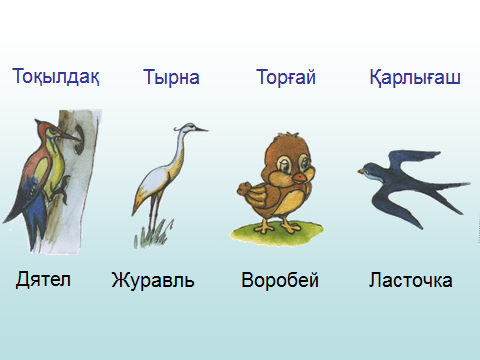 Тоқылдақ Тырна Торғай Қарлығаш
Дятел Журавль Воробей Ласточка